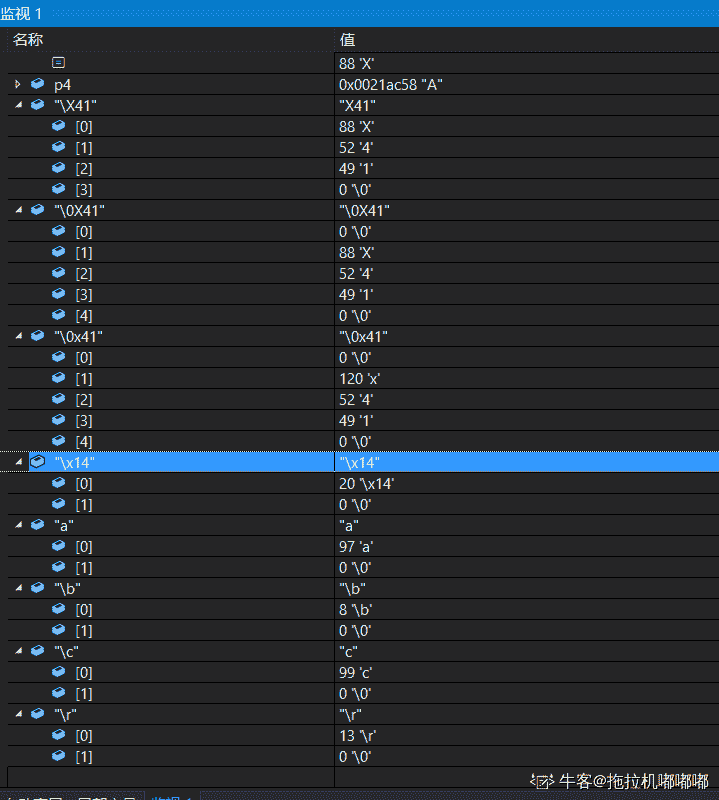 监视 1
名称 值
88 'X'
p4 0x0021ac58 "A"
"\X41" "X41"
[0] 88 'X'
[1] 52 '4'
[2] 49 '1'
[3] 0 '\0'
"\0X41" "\0X41"
[0] 0 '\0'
[1] 88 'X'
[2] 52 '4'
[3] 49 '1'
[4] 0 '\0'
"\0x41" "\0x41"
[0] 0 '\0'
[1] 120 'x'
[2] 52 '4'
[3] 49 '1'
[4] 0 '\0'
"\x14" "\x14"
[0] 20 '\x14'
[1] 0 '\0'
"a" "a"
[0] 97 'a'
[1] 0 '\0'
"\b" "\b"
[0] 8 '\b'
[1] 0 '\0'
"\c" "c"
[0] 99 'c'
[1] 0 '\0'
"\r" "\r"
[0] 13 '\r'
[1] 0 '\0'
牛客@拖拉机嘟嘟嘟